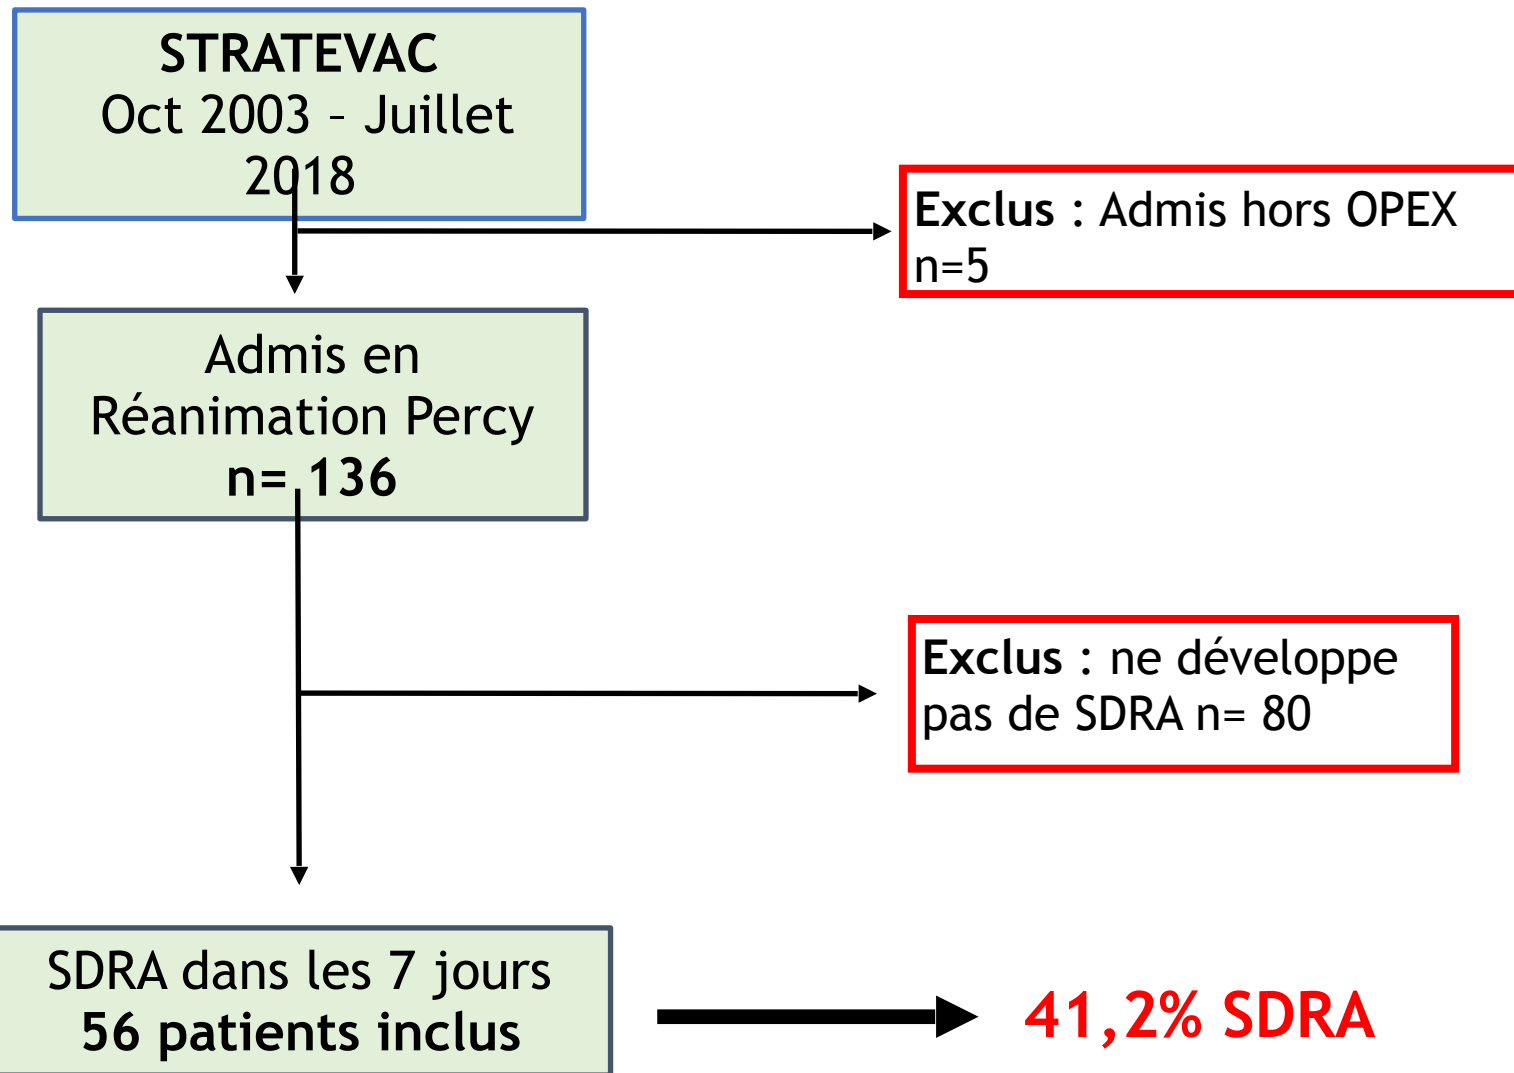 STRATEVAC
Oct 2003 – Juillet
2018
Exclus : Admis hors OPEX
n=5
Admis en
Réanimation Percy
n= 136
Exclus : ne développe
pas de SDRA n= 80
SDRA dans les 7 jours
56 patients inclus
41,2% SDRA